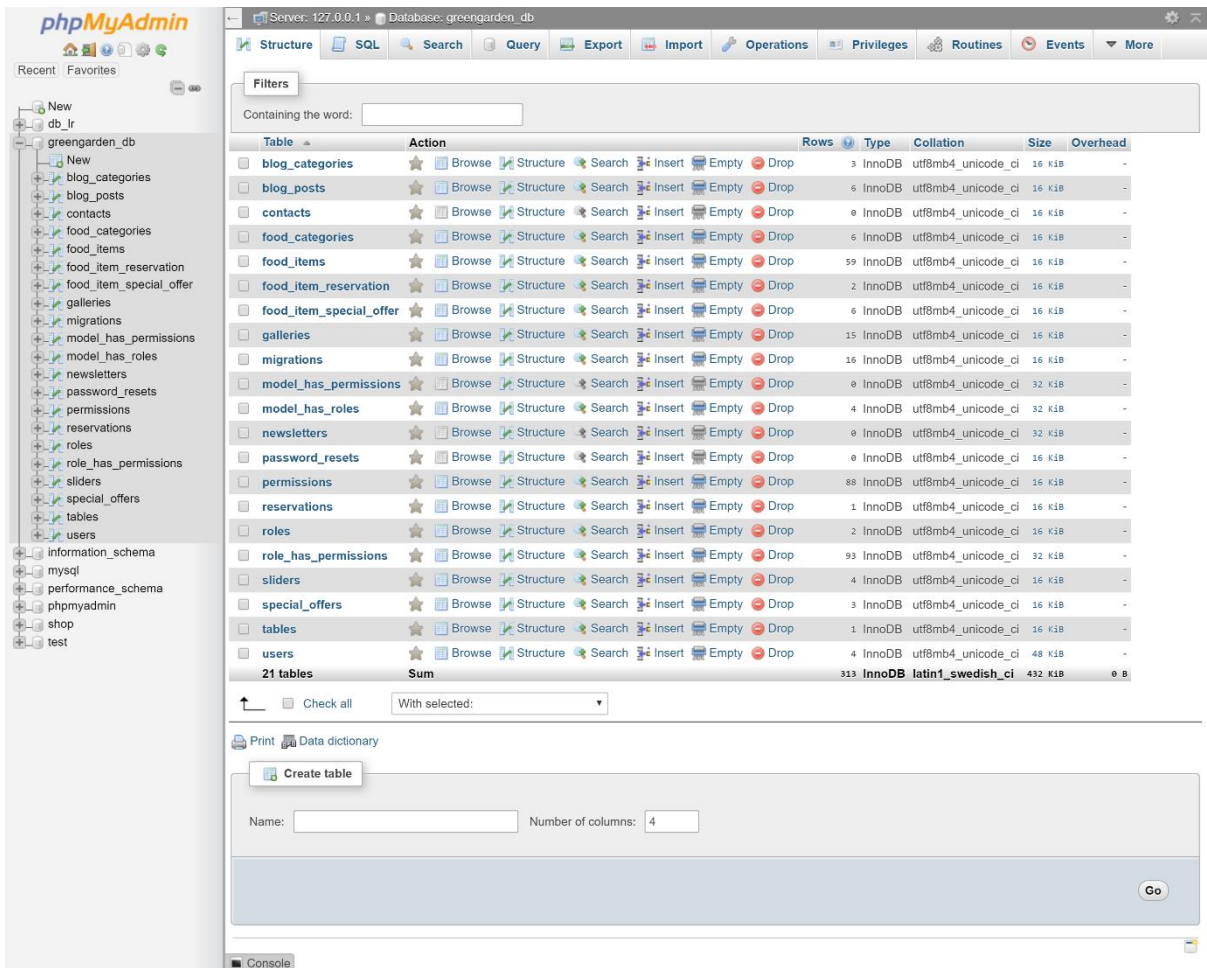 phpMyAdmin
Recent Favorites
New
db_lr
greengarden_db
New
blog_categories
blog_posts
contacts
food_categories
food_items
food_item_reservation
food_item_special_offer
galleries
migrations
model_has_permissions
model_has_roles
newsletters
password_resets
permissions
reservations
roles
role_has_permissions
sliders
special_offers
tables
users
information_schema
mysql
performance_schema
phpmyadmin
shop
test
Server: 127.0.0.1 » Database: greengarden_db
Structure SQL Search Query Export Import Operations Privileges Routines Events More
Filters
Containing the word:
Table Action Rows Type Collation Size Overhead
blog_categories Browse Structure Search Insert Empty Drop 3 InnoDB utf8mb4_unicode_ci 16 KiB -
blog_posts Browse Structure Search Insert Empty Drop 6 InnoDB utf8mb4_unicode_ci 16 KiB -
contacts Browse Structure Search Insert Empty Drop 0 InnoDB utf8mb4_unicode_ci 16 KiB -
food_categories Browse Structure Search Insert Empty Drop 6 InnoDB utf8mb4_unicode_ci 16 KiB -
food_items Browse Structure Search Insert Empty Drop 59 InnoDB utf8mb4_unicode_ci 16 KiB -
food_item_reservation Browse Structure Search Insert Empty Drop 2 InnoDB utf8mb4_unicode_ci 16 KiB -
food_item_special_offer Browse Structure Search Insert Empty Drop 6 InnoDB utf8mb4_unicode_ci 16 KiB -
galleries Browse Structure Search Insert Empty Drop 15 InnoDB utf8mb4_unicode_ci 16 KiB -
migrations Browse Structure Search Insert Empty Drop 16 InnoDB utf8mb4_unicode_ci 16 KiB -
model_has_permissions Browse Structure Search Insert Empty Drop 0 InnoDB utf8mb4_unicode_ci 32 KiB -
model_has_roles Browse Structure Search Insert Empty Drop 4 InnoDB utf8mb4_unicode_ci 32 KiB -
newsletters Browse Structure Search Insert Empty Drop 0 InnoDB utf8mb4_unicode_ci 32 KiB -
password_resets Browse Structure Search Insert Empty Drop 0 InnoDB utf8mb4_unicode_ci 16 KiB -
permissions Browse Structure Search Insert Empty Drop 88 InnoDB utf8mb4_unicode_ci 16 KiB -
reservations Browse Structure Search Insert Empty Drop 1 InnoDB utf8mb4_unicode_ci 16 KiB -
roles Browse Structure Search Insert Empty Drop 2 InnoDB utf8mb4_unicode_ci 16 KiB -
role_has_permissions Browse Structure Search Insert Empty Drop 93 InnoDB utf8mb4_unicode_ci 32 KiB -
sliders Browse Structure Search Insert Empty Drop 4 InnoDB utf8mb4_unicode_ci 16 KiB -
special_offers Browse Structure Search Insert Empty Drop 3 InnoDB utf8mb4_unicode_ci 16 KiB -
tables Browse Structure Search Insert Empty Drop 1 InnoDB utf8mb4_unicode_ci 16 KiB -
users Browse Structure Search Insert Empty Drop 4 InnoDB utf8mb4_unicode_ci 48 KiB -
21 tables Sum 313 InnoDB latin1_swedish_ci 432 KiB 0 B
Check all With selected:
Print Data dictionary
Create table
Name: Number of columns: 4
Go
Console